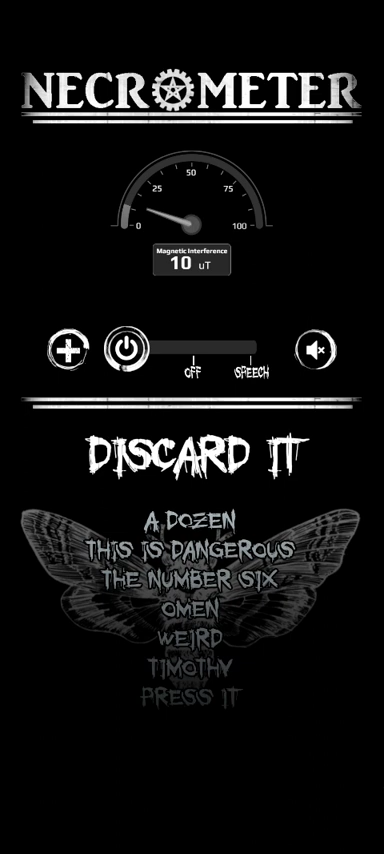 NECROMETER
50
25
75
0
100
Magnetic Interference
10 uT
OFF
SPEECH
DISCARD IT
A DOZEN
THIS IS DANGEROUS
THE NUMBER SIX
OMEN
WEIRD
TIMOTHY
PRESS IT